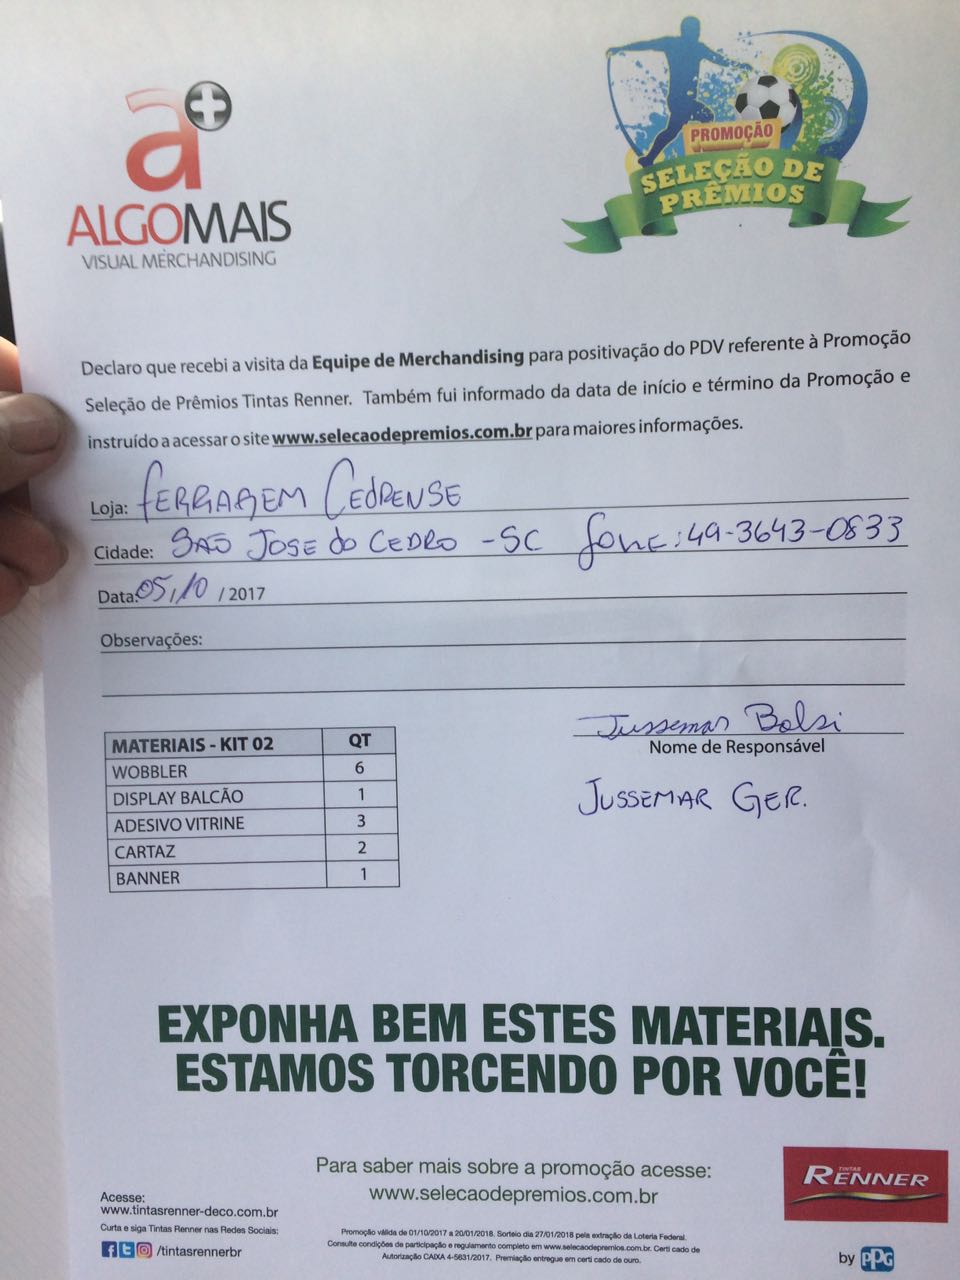 a+
ALGOMAIS
VISUAL MERCHANDISING
PROMOÇÃO
SELEÇÃO DE
PRÊMIOS
Declaro que recebi a visita da Equipe de Merchandising para positivação do PDV referente à Promoção
Seleção de Prêmios Tintas Renner. Também fui informado da data de início e término da Promoção e
instruído a acessar o site www.selecaodepremios.com.br para maiores informações.
Loja: FERRAGEM CEDRENSE
Cidade: SÃO JOSE do CEDRO - SC fone: 49-3643-0833
Data: 05/10 / 2017
Observações:
Jussemar Balsi
Nome de Responsável
JUSSEMAR GER.
MATERIAIS - KIT 02 QT
WOBBLER 6
DISPLAY BALCÃO 1
ADESIVO VITRINE 3
CARTAZ 2
BANNER 1
EXPONHA BEM ESTES MATERIAIS.
ESTAMOS TORCENDO POR VOCÊ!
Para saber mais sobre a promoção acesse:
www.selecaodepremios.com.br
TINTAS
RENNER
Acesse:
www.tintasrenner-deco.com.br
Curta e siga Tintas Renner nas Redes Sociais:
/tintasrennerbr
Promoção válida de 01/10/2017 a 20/01/2018. Sorteio dia 27/01/2018 pela extração da Loteria Federal.
Consulte condições de participação e regulamento completo em www.selecaodepremios.com.br. Certi cado de
Autorização CAIXA 4-5631/2017. Premiação entregue em certi cado de ouro.
by PPG